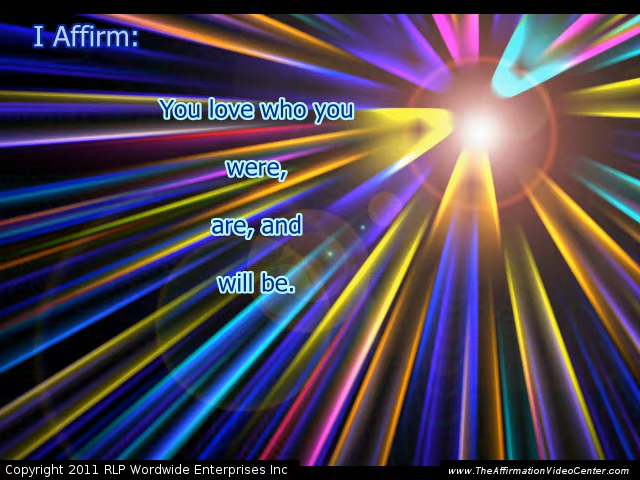 I Affirm:
You love who you
were,
are, and
will be.
Copyright 2011 RLP Wordwide Enterprises Inc
www.TheAffirmationVideoCenter.com